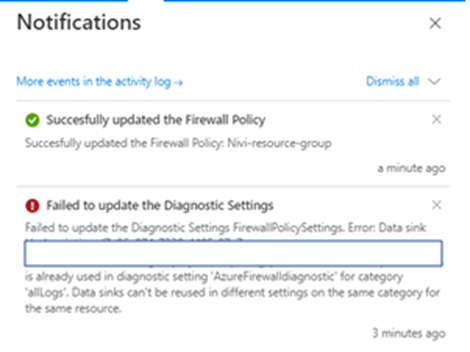 Notifications
More events in the activity log →
Dismiss all
Succesfully updated the Firewall Policy
Succesfully updated the Firewall Policy: Nivi-resource-group
a minute ago
Failed to update the Diagnostic Settings
Failed to update the Diagnostic Settings FirewallPolicySettings. Error: Data sink
is already used in diagnostic setting 'AzureFirewalldiagnostic' for category
'allLogs'. Data sinks can't be reused in different settings on the same category for
the same resource.
3 minutes ago